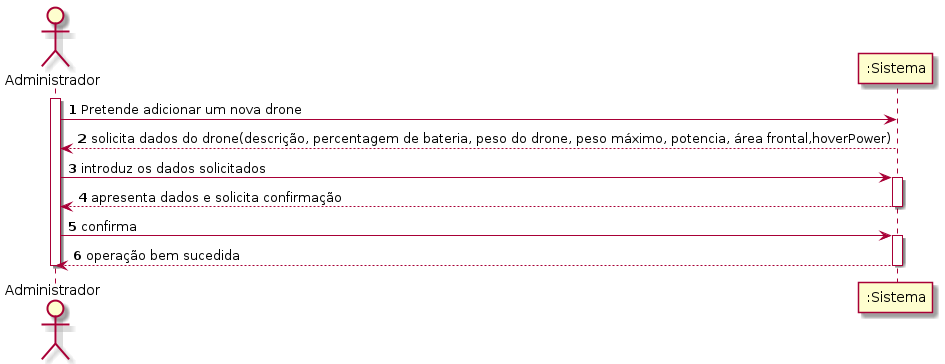 Administrador
:Sistema
1 Pretende adicionar um nova drone
2 solicita dados do drone(descrição, percentagem de bateria, peso do drone, peso máximo, potencia, área frontal,hoverPower)
3 introduz os dados solicitados
4 apresenta dados e solicita confirmação
5 confirma
6 operação bem sucedida
Administrador
:Sistema